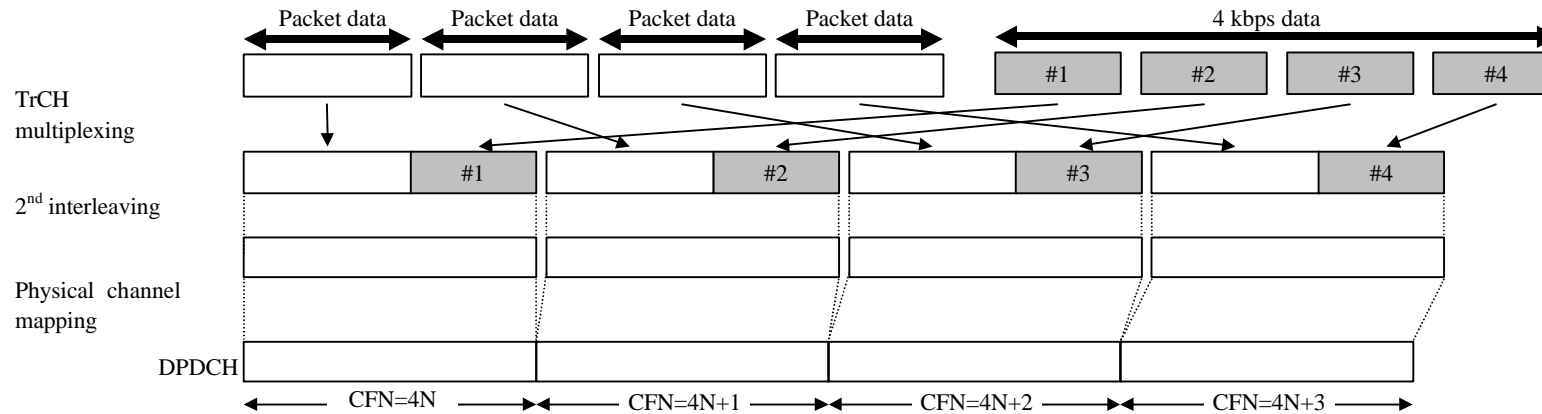 Packet data Packet data Packet data Packet data 4 kbps data
#1 #2 #3 #4
TrCH
multiplexing
#1 #2 #3 #4
2nd interleaving
Physical channel
mapping
DPDCH
CFN=4N CFN=4N+1 CFN=4N+2 CFN=4N+3